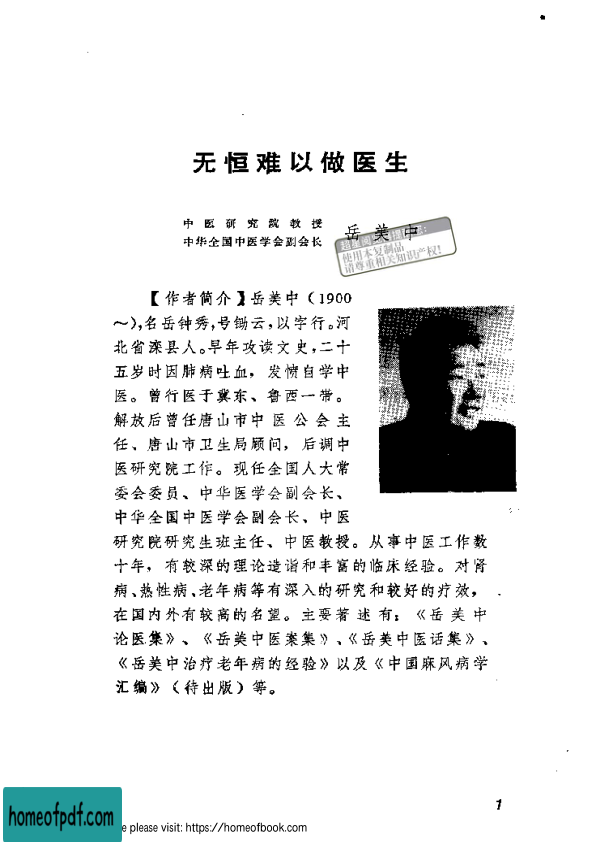 无恒难以做医生
中医研究院教授
中华全国中医学会副会长
岳美中
使用本复制品
请尊重相关知识产权!
【作者简介】岳美中(1900
～),名岳钟秀,号锄云,以字行。河
北省滦县人。早年攻读文史,二十
五岁时因肺病吐血，发愤自学中
医。曾行医于冀东、鲁西一带。
解放后曾任唐山市中医公会主
任、唐山市卫生局顾问，后调中
医研究院工作。现任全国人大常
委会委员、中华医学会副会长、
中华全国中医学会副会长、中医
研究院研究生班主任、中医教授。从事中医工作数
十年，有较深的理论造诣和丰富的临床经验。对肾
病、热性病、老年病等有深入的研究和较好的疗效，
在国内外有较高的名望。主要著述有：《岳美中
论医集》、《岳美中医案集》、《岳美中医话集》、
《岳美中治疗老年病的经验》以及《中国麻风病学
汇编》（待出版）等。
1
homeofpdf.com
e please visit: https://homeofbook.com